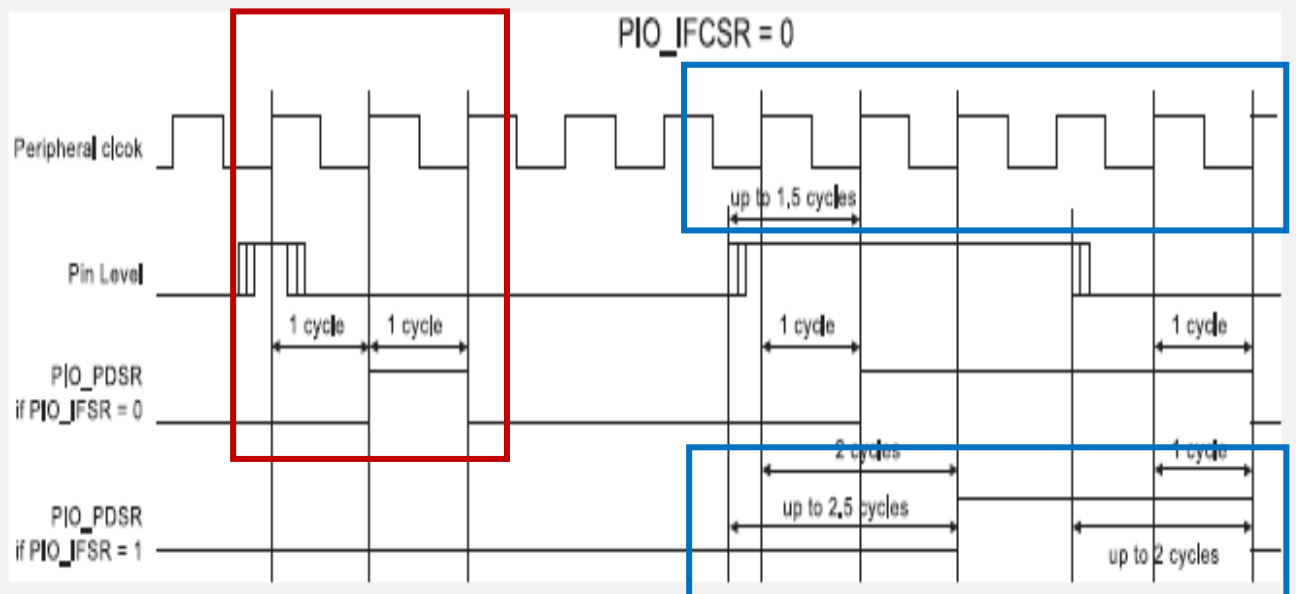 PIO_IFCSR = 0
Peripheral clcok
up to 1.5 cycles
Pin Level
1 cycle 1 cycle 1 cycle 1 cycle
PIO_PDSR
if PIO_IFSR = 0
2 cycles 1 cycle
PIO_PDSR up to 2.5 cycles
if PIO_IFSR = 1 up to 2 cycles